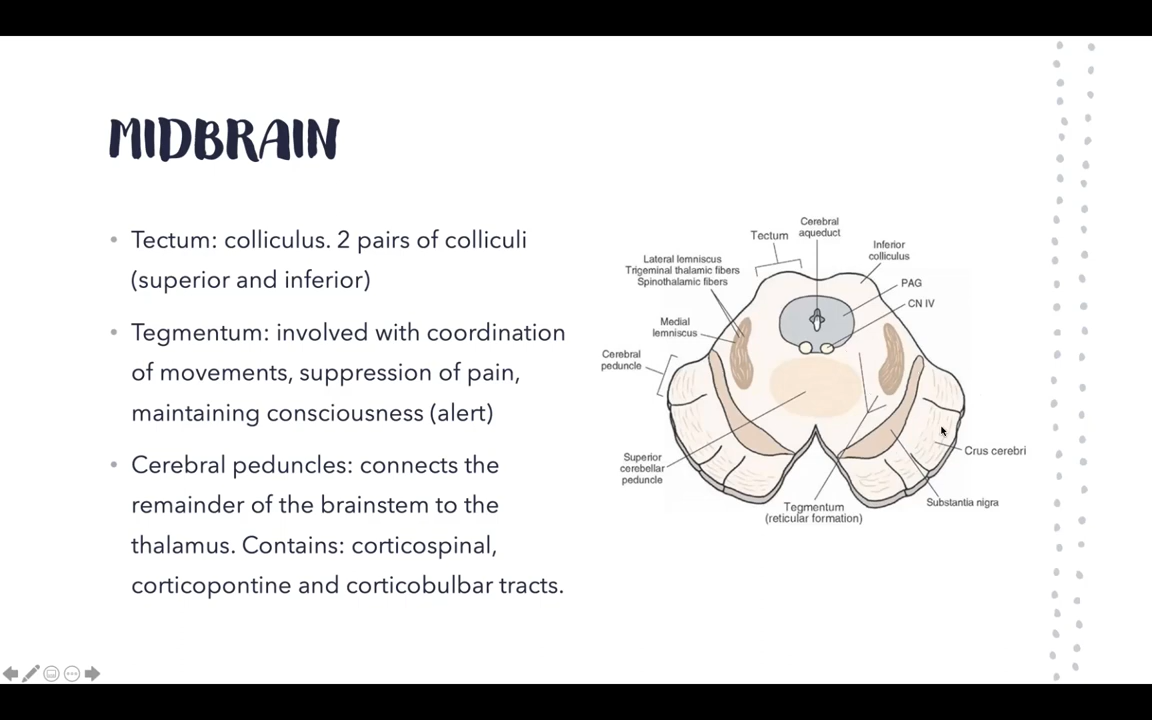 MIDBRAIN
• Tectum: colliculus. 2 pairs of colliculi
(superior and inferior)
• Tegmentum: involved with coordination
of movements, suppression of pain,
maintaining consciousness (alert)
• Cerebral peduncles: connects the
remainder of the brainstem to the
thalamus. Contains: corticospinal,
corticopontine and corticobulbar tracts.
Cerebral
aqueduct
Tectum
Inferior
colliculus
Lateral lemniscus
Trigeminal thalamic fibers
Spinothalamic fibers
PAG
CN IV
Medial
lemniscus
Cerebral
peduncle
Crus cerebri
Superior
cerebellar
peduncle
Substantia nigra
Tegmentum
(reticular formation)